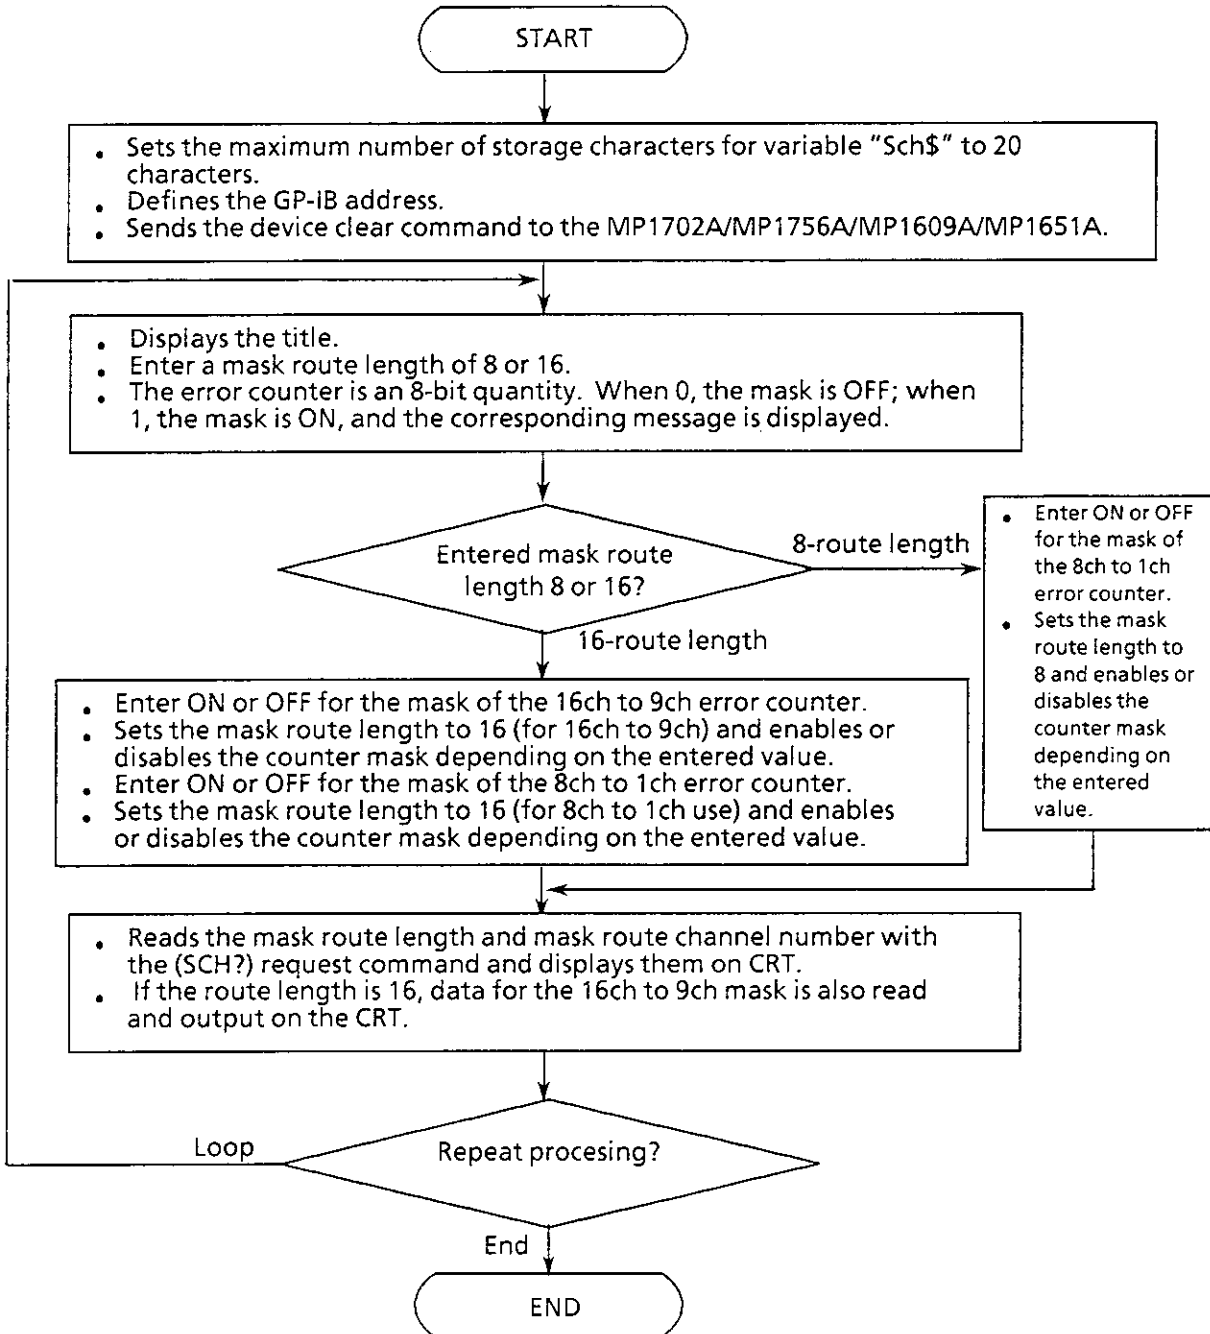 START
• Sets the maximum number of storage characters for variable "Sch$" to 20
characters.
• Defines the GP-IB address.
• Sends the device clear command to the MP1702A/MP1756A/MP1609A/MP1651A.
• Displays the title.
• Enter a mask route length of 8 or 16.
• The error counter is an 8-bit quantity. When 0, the mask is OFF; when
1, the mask is ON, and the corresponding message is displayed.
Entered mask route
length 8 or 16?
8-route length
• Enter ON or OFF
for the mask of
the 8ch to 1ch
error counter.
• Sets the mask
route length to
8 and enables or
disables the
counter mask
depending on
the entered
value.
16-route length
• Enter ON or OFF for the mask of the 16ch to 9ch error counter.
• Sets the mask route length to 16 (for 16ch to 9ch) and enables or
disables the counter mask depending on the entered value.
• Enter ON or OFF for the mask of the 8ch to 1ch error counter.
• Sets the mask route length to 16 (for 8ch to 1ch use) and enables
or disables the counter mask depending on the entered value.
• Reads the mask route length and mask route channel number with
the (SCH?) request command and displays them on CRT.
• If the route length is 16, data for the 16ch to 9ch mask is also read
and output on the CRT.
Loop
Repeat procesing?
End
END